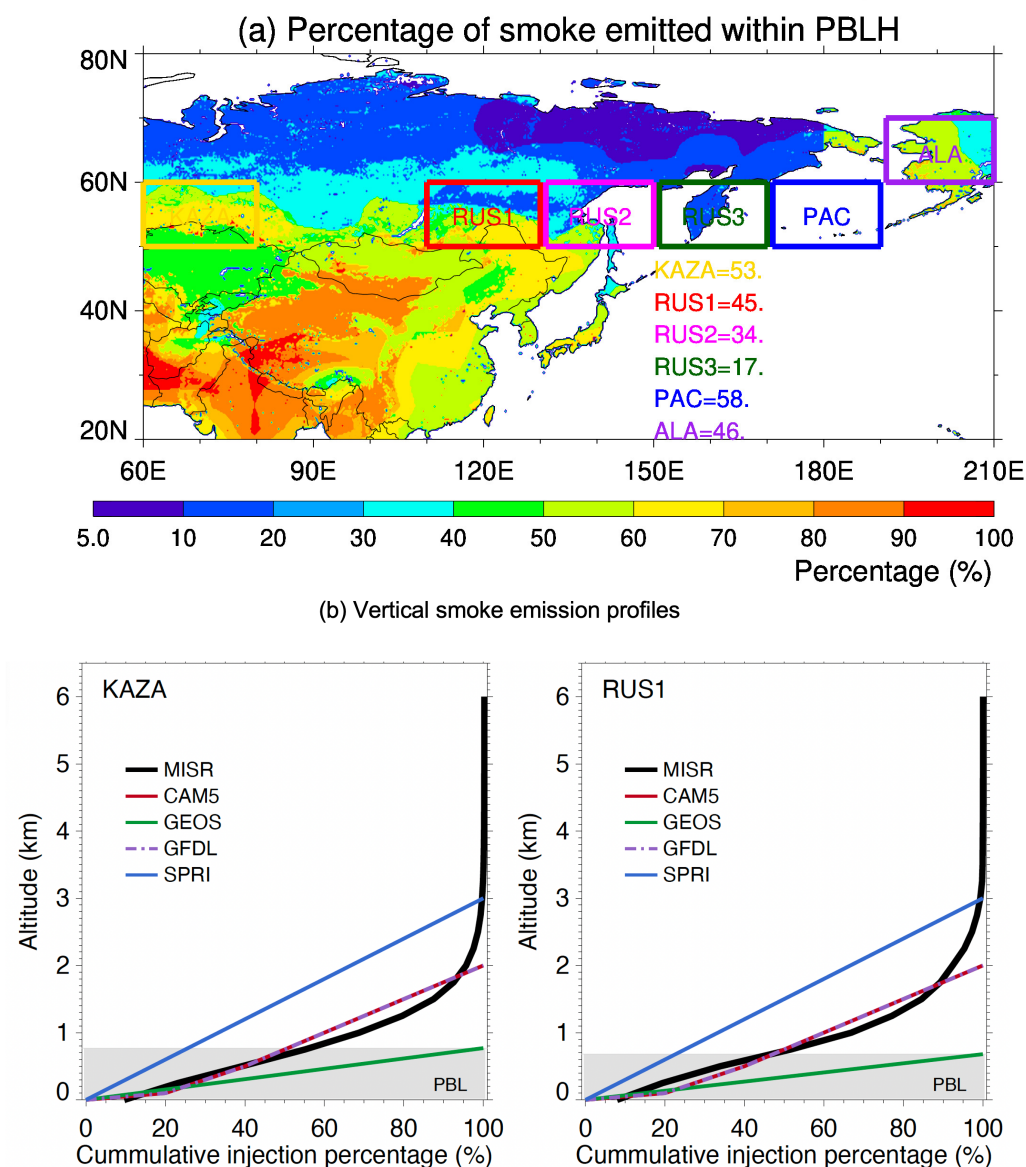 (a) Percentage of smoke emitted within PBLH
80N
60N
40N
20N
ALA
RUS1
RUS2
RUS3
PAC
KAZA=53.
RUS1=45.
RUS2=34.
RUS3=17.
PAC=58.
ALA=46.
60E 90E 120E 150E 180E 210E
5.0 10 20 30 40 50 60 70 80 90 100
Percentage (%)
(b) Vertical smoke emission profiles
KAZA
MISR
CAM5
GEOS
GFDL
SPRI
PBL
Altitude (km)
6
5
4
3
2
1
0
0 20 40 60 80 100
Cummulative injection percentage (%)
RUS1
MISR
CAM5
GEOS
GFDL
SPRI
PBL
Altitude (km)
6
5
4
3
2
1
0
0 20 40 60 80 100
Cummulative injection percentage (%)